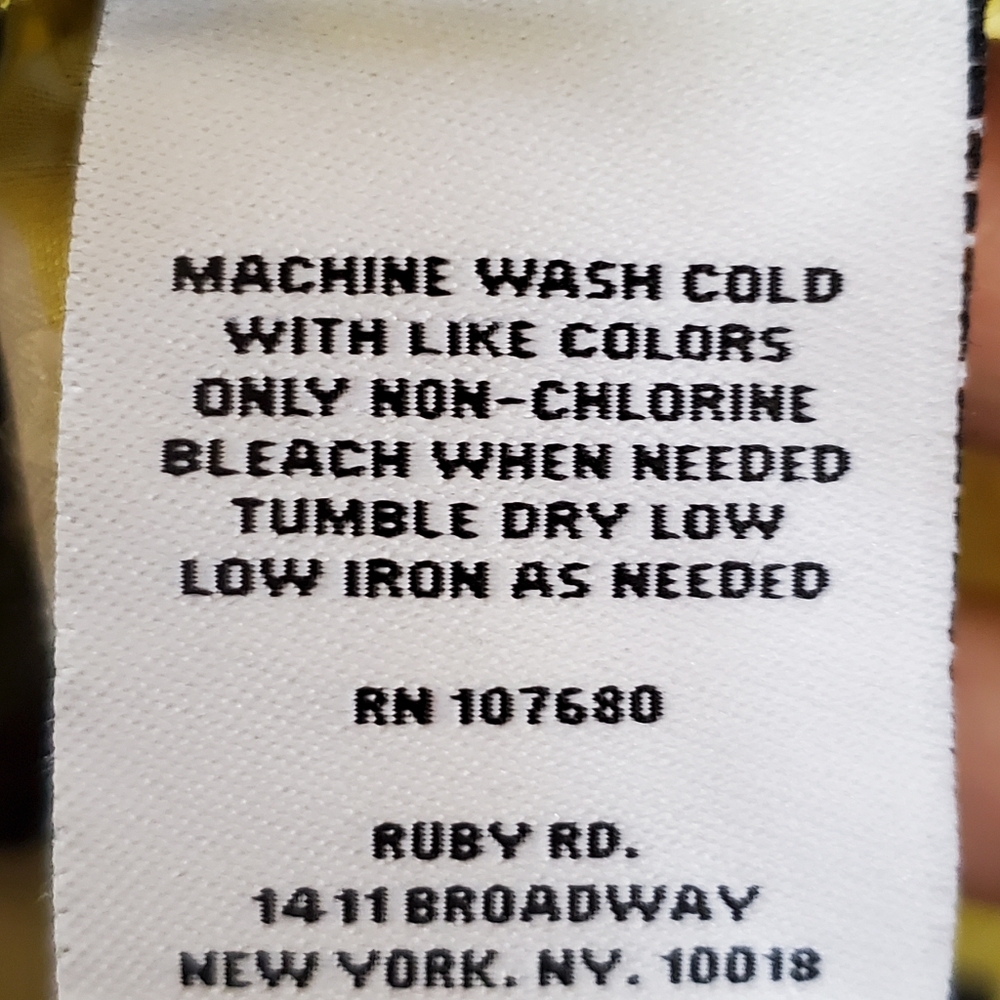 MACHINE WASH COLD
WITH LIKE COLORS
ONLY NON-CHLORINE
BLEACH WHEN NEEDED
TUMBLE DRY LOW
LOW IRON AS NEEDED
RN 107680
RUBY RD.
1411 BROADWAY
NEW YORK. NY. 10018